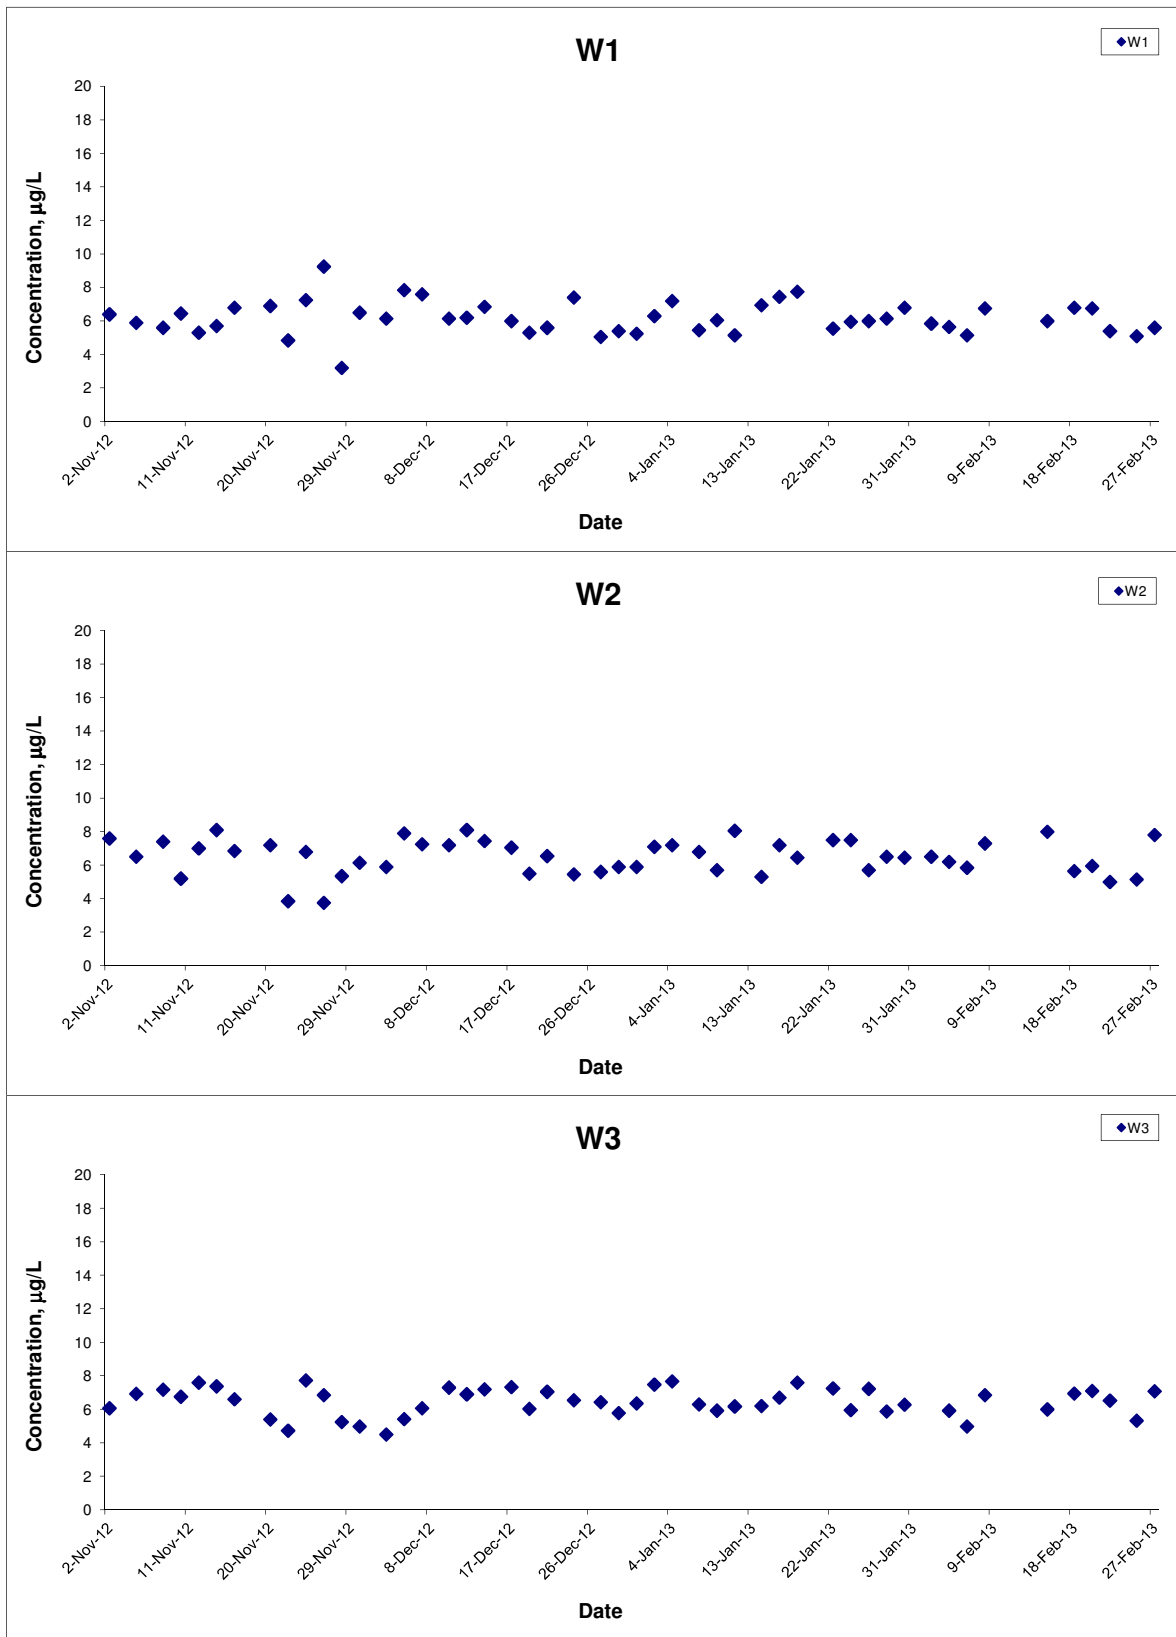 W1
W1
20
18
16
14
12
10
8
6
4
2
0
Concentration, µg/L
2-Nov-12 11-Nov-12 20-Nov-12 29-Nov-12 8-Dec-12 17-Dec-12 26-Dec-12 4-Jan-13 13-Jan-13 22-Jan-13 31-Jan-13 9-Feb-13 18-Feb-13 27-Feb-13
Date
W2
W2
20
18
16
14
12
10
8
6
4
2
0
Concentration, µg/L
2-Nov-12 11-Nov-12 20-Nov-12 29-Nov-12 8-Dec-12 17-Dec-12 26-Dec-12 4-Jan-13 13-Jan-13 22-Jan-13 31-Jan-13 9-Feb-13 18-Feb-13 27-Feb-13
Date
W3
W3
20
18
16
14
12
10
8
6
4
2
0
Concentration, µg/L
2-Nov-12 11-Nov-12 20-Nov-12 29-Nov-12 8-Dec-12 17-Dec-12 26-Dec-12 4-Jan-13 13-Jan-13 22-Jan-13 31-Jan-13 9-Feb-13 18-Feb-13 27-Feb-13
Date